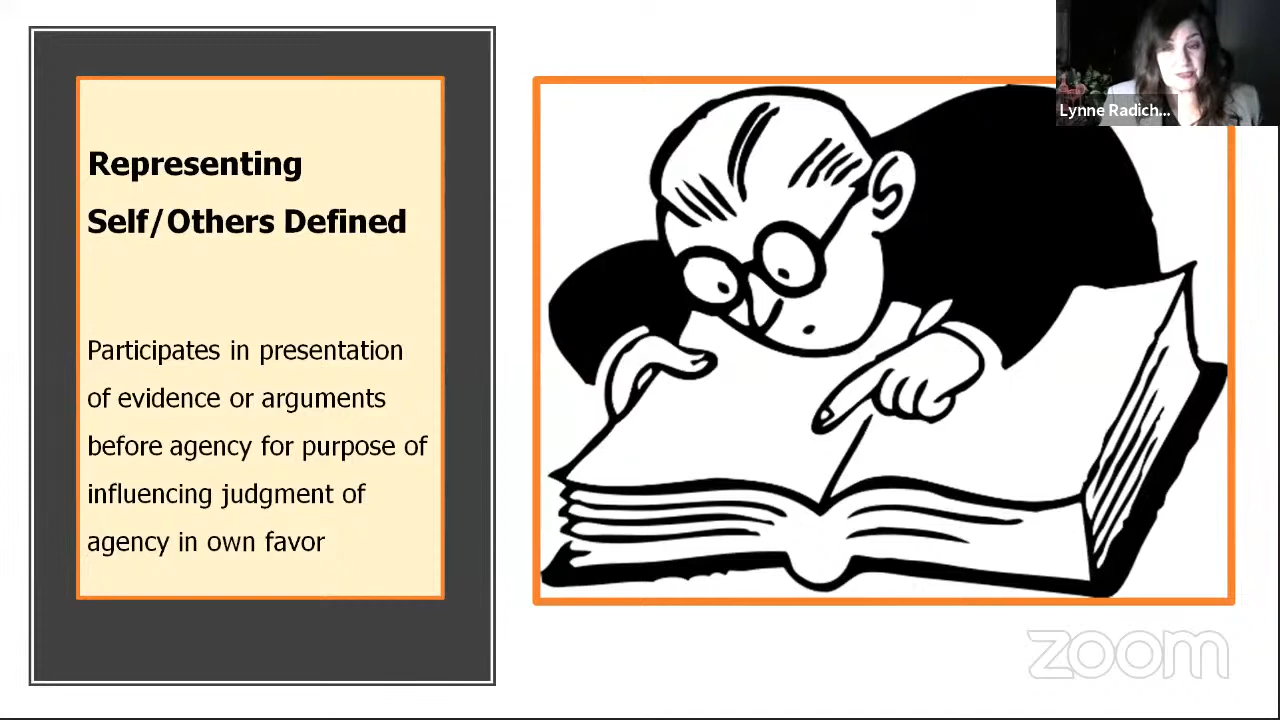 Representing
Self/Others Defined
Participates in presentation
of evidence or arguments
before agency for purpose of
influencing judgment of
agency in own favor
Lynne Radich...
zoom